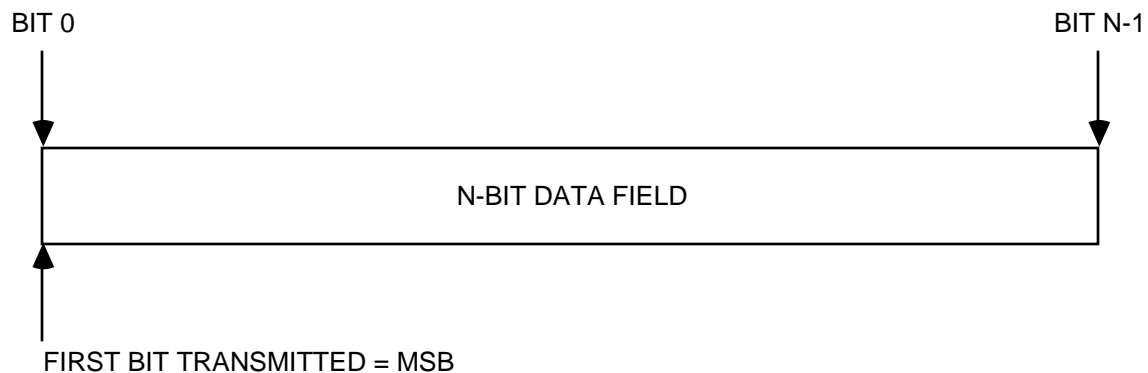 BIT 0
BIT N-1
N-BIT DATA FIELD
FIRST BIT TRANSMITTED = MSB